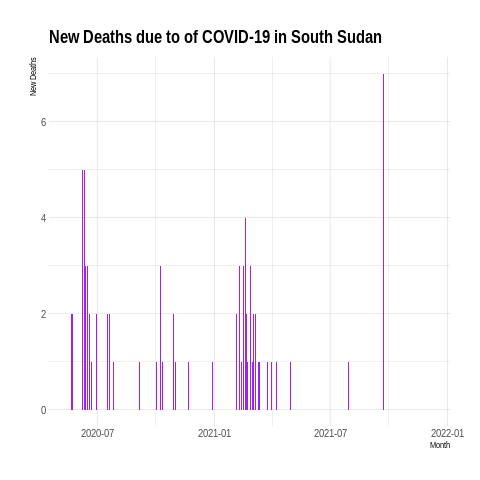 New Deaths due to of COVID-19 in South Sudan
New Deaths
6
4
2
0
2020-07
2021-01
2021-07
2022-01
Month